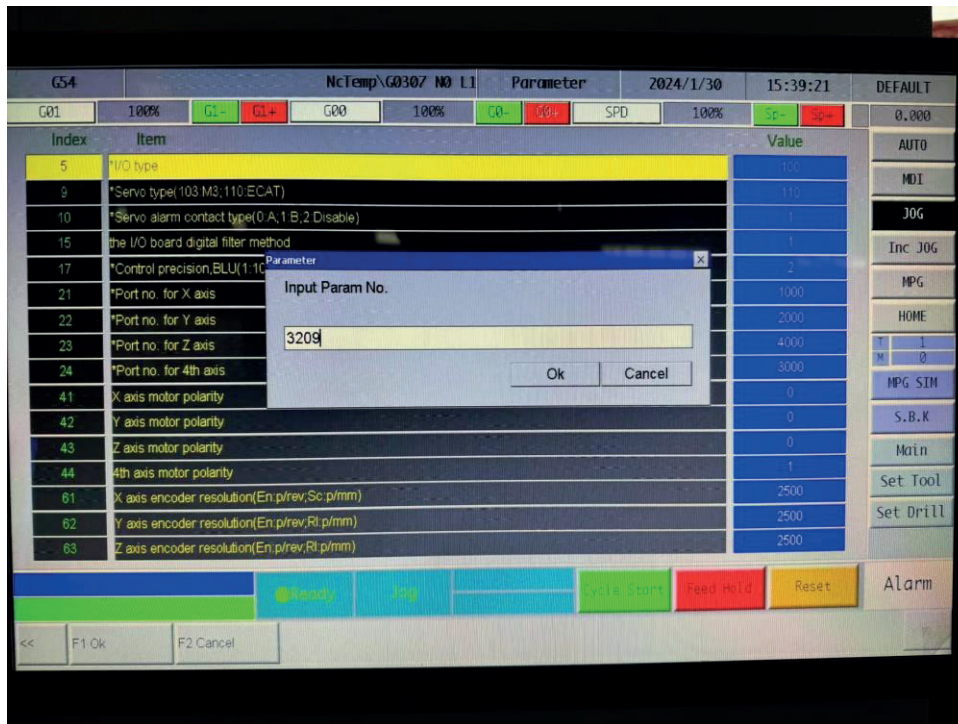 G54 NcTemp\G0307 N0 L1 Parameter 2024/1/30 15:39:21 DEFAULT
G01 100% G1- G1+ G00 100% G0- G0+ SPD 100% Sp- Sp+ 0.000
Index Item Value AUTO
5 *I/O type 100
MDI
9 *Servo type(103 M3;110:ECAT) 110
10 *Servo alarm contact type(0:A;1:B;2:Disable) 1 JOG
15 the I/O board digital filter method 1 Inc JOG
Parameter
17 *Control precision,BLU(1:10 2
Input Param No.
MPG
21 *Port no. for X axis 1000
22 *Port no. for Y axis 2000 HOME
3209
23 *Port no. for Z axis 4000 T 1
M 0
24 *Port no. for 4th axis Ok Cancel 3000
MPG SIM
41 X axis motor polarity 0
42 Y axis motor polarity 0 S.B.K
43 Z axis motor polarity 0 Main
44 4th axis motor polarity 1
Set Tool
61 X axis encoder resolution(En:p/rev;Sc:p/mm) 2500
62 Y axis encoder resolution(En:p/rev;Rl:p/mm) 2500 Set Drill
63 Z axis encoder resolution(En:p/rev;Rl:p/mm) 2500
Ready Jog Cycle Start Feed Hold Reset Alarm
<< F1 Ok F2 Cancel